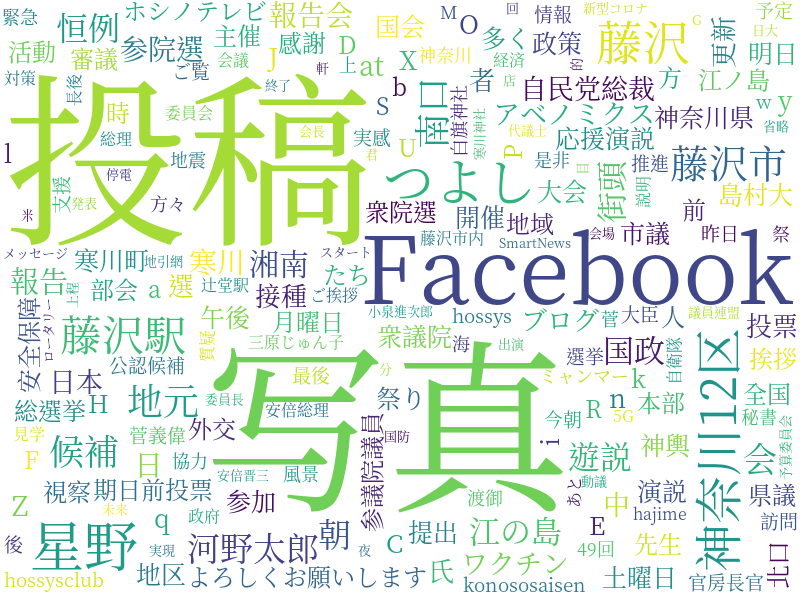 緊急 恒例 ホシノテレビ 報告会 M O 回 情報 新型コロナ G 予定
活動 審議 参院選 主催 感謝 D 国会 X 神奈川 多く 政策 藤沢 更新 日大 明日
対策 長後 ご覧 会議 J 上 at b 経済 者 店 的 方 江ノ島
投稿 Facebook 写真
軒 終了 S 自民党総裁 w y
時 委員会 南口 白旗神社 アベノミクス 神奈川県 省略
l 総理 実感 会長 U 寒川神社 代議士 P 応援演説 藤沢市
支援 停電 地震 君 つよし 是非 推進 目 島村大
米 発表 方々 衆院選 大会 街頭 説明 前
メッセージ 地引網 寒川町 寒川 湘南 スタート 開催 地域 市議 昨日 祭
藤沢市内 SmartNews 会場
報告 部会 上程 a 選 辻堂駅 たち 接種 ご挨拶 小泉進次郎 議員連盟
安全保障 ロータリー 藤沢駅 午後 月曜日 衆議院 hossys ブログ 菅 大臣 人 投票
公認候補 質疑 三原じゅん子 海 出演 選挙 国政 自衛隊 挨拶
日本 地元 最後 分 ミャンマー k 神奈川12区 全国
総選挙 H 委員長 安倍総理 祭り i 今朝 R n 5G 本部 秘書
見学 候補 菅義偉 外交 国防 参議院議員 遊説 神輿 会 予算委員会
F 日 協力 安倍晋三 風景 渡御 あと 動議
Z 視察 期日前投票 参加 中 演説 県議 訪問
未来 q 政府 朝 提出 江の島 E hajime
後 星野 実現 河野太郎 夜 C 49回 先生 北口
hossysclub 地区 よろしくお願いします 氏 ワクチン konososaisen 土曜日 官房長官